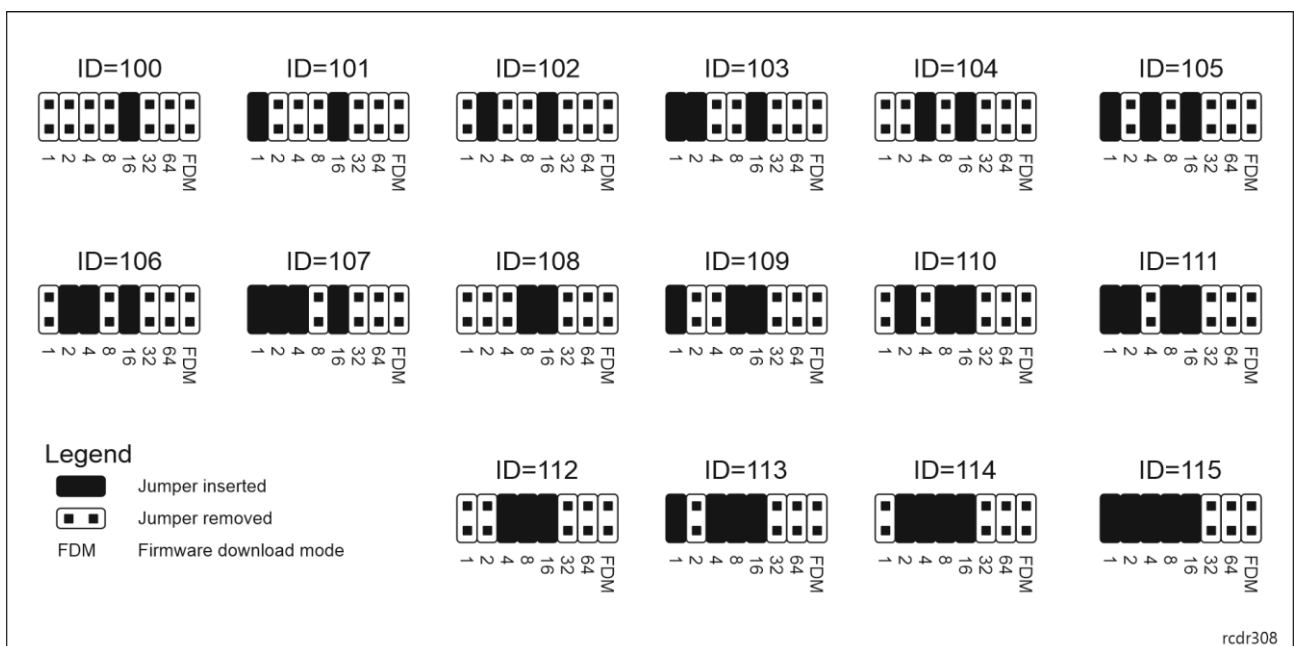 ID=100 ID=101 ID=102 ID=103 ID=104 ID=105
1 2 4 8 16 32 64 FDM 1 2 4 8 16 32 64 FDM 1 2 4 8 16 32 64 FDM 1 2 4 8 16 32 64 FDM 1 2 4 8 16 32 64 FDM 1 2 4 8 16 32 64 FDM
ID=106 ID=107 ID=108 ID=109 ID=110 ID=111
1 2 4 8 16 32 64 FDM 1 2 4 8 16 32 64 FDM 1 2 4 8 16 32 64 FDM 1 2 4 8 16 32 64 FDM 1 2 4 8 16 32 64 FDM 1 2 4 8 16 32 64 FDM
Legend
Jumper inserted
Jumper removed
FDM Firmware download mode
ID=112 ID=113 ID=114 ID=115
1 2 4 8 16 32 64 FDM 1 2 4 8 16 32 64 FDM 1 2 4 8 16 32 64 FDM 1 2 4 8 16 32 64 FDM
rcdr308